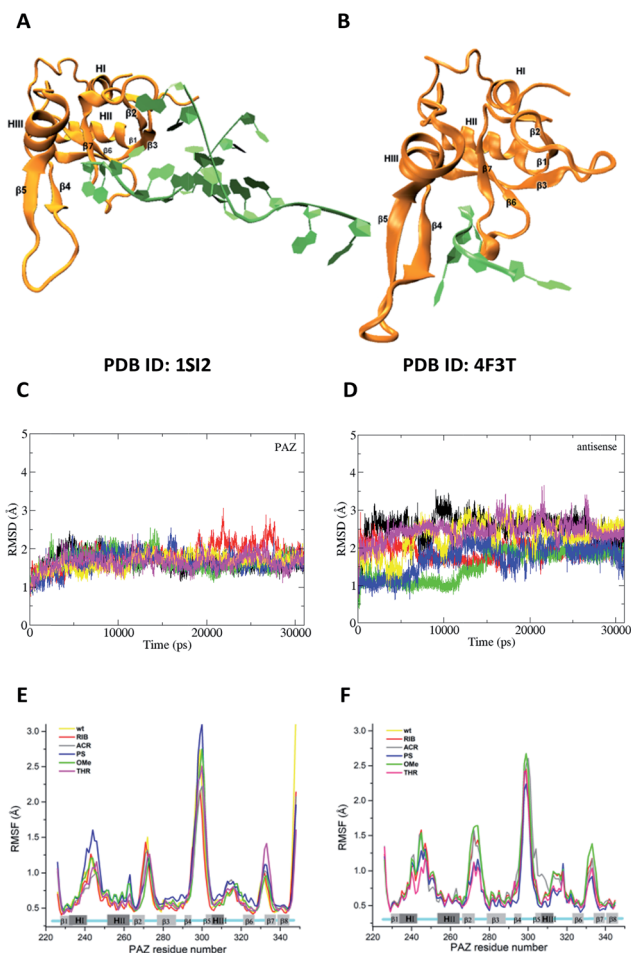 A
B
HI
HII
β2
HIII
β7
β6
β1
β3
β5
β4
HI
HII
β2
HIII
β1
β7
β3
β6
β5
β4
PDB ID: 1SI2
PDB ID: 4F3T
C
D
PAZ
5
4
3
2
1
0
RMSD (Å)
0
10000
20000
30000
Time (ps)
antisense
5
4
3
2
1
0
RMSD (Å)
0
10000
20000
30000
Time (ps)
E
F
wt
RIB
ACR
PS
OMe
THR
3.0
2.5
2.0
1.5
1.0
0.5
RMSF (Å)
β1 HI HII β2 β3 β4 β5 HIII β6 β7 β8
220 240 260 280 300 320 340
PAZ residue number
wt
RIB
ACR
PS
OMe
THR
3.0
2.5
2.0
1.5
1.0
0.5
RMSF (Å)
β1 HI HII β2 β3 β4 β5 HIII β6 β7 β8
220 240 260 280 300 320 340
PAZ residue number